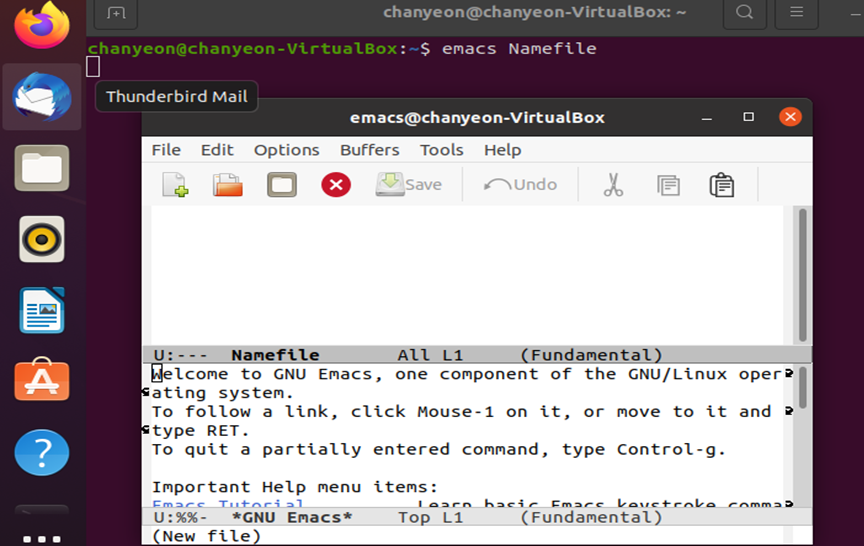 chanyeon@chanyeon-VirtualBox: ~
chanyeon@chanyeon-VirtualBox:~$ emacs Namefile
Thunderbird Mail
emacs@chanyeon-VirtualBox
File Edit Options Buffers Tools Help
Save Undo
U:--- Namefile All L1 (Fundamental)
Welcome to GNU Emacs, one component of the GNU/Linux oper
ating system.
To follow a link, click Mouse-1 on it, or move to it and
type RET.
To quit a partially entered command, type Control-g.
Important Help menu items:
Emacs Tutorial Learn basic Emacs keystroke comma
U:%%- *GNU Emacs* Top L1 (Fundamental)
(New file)